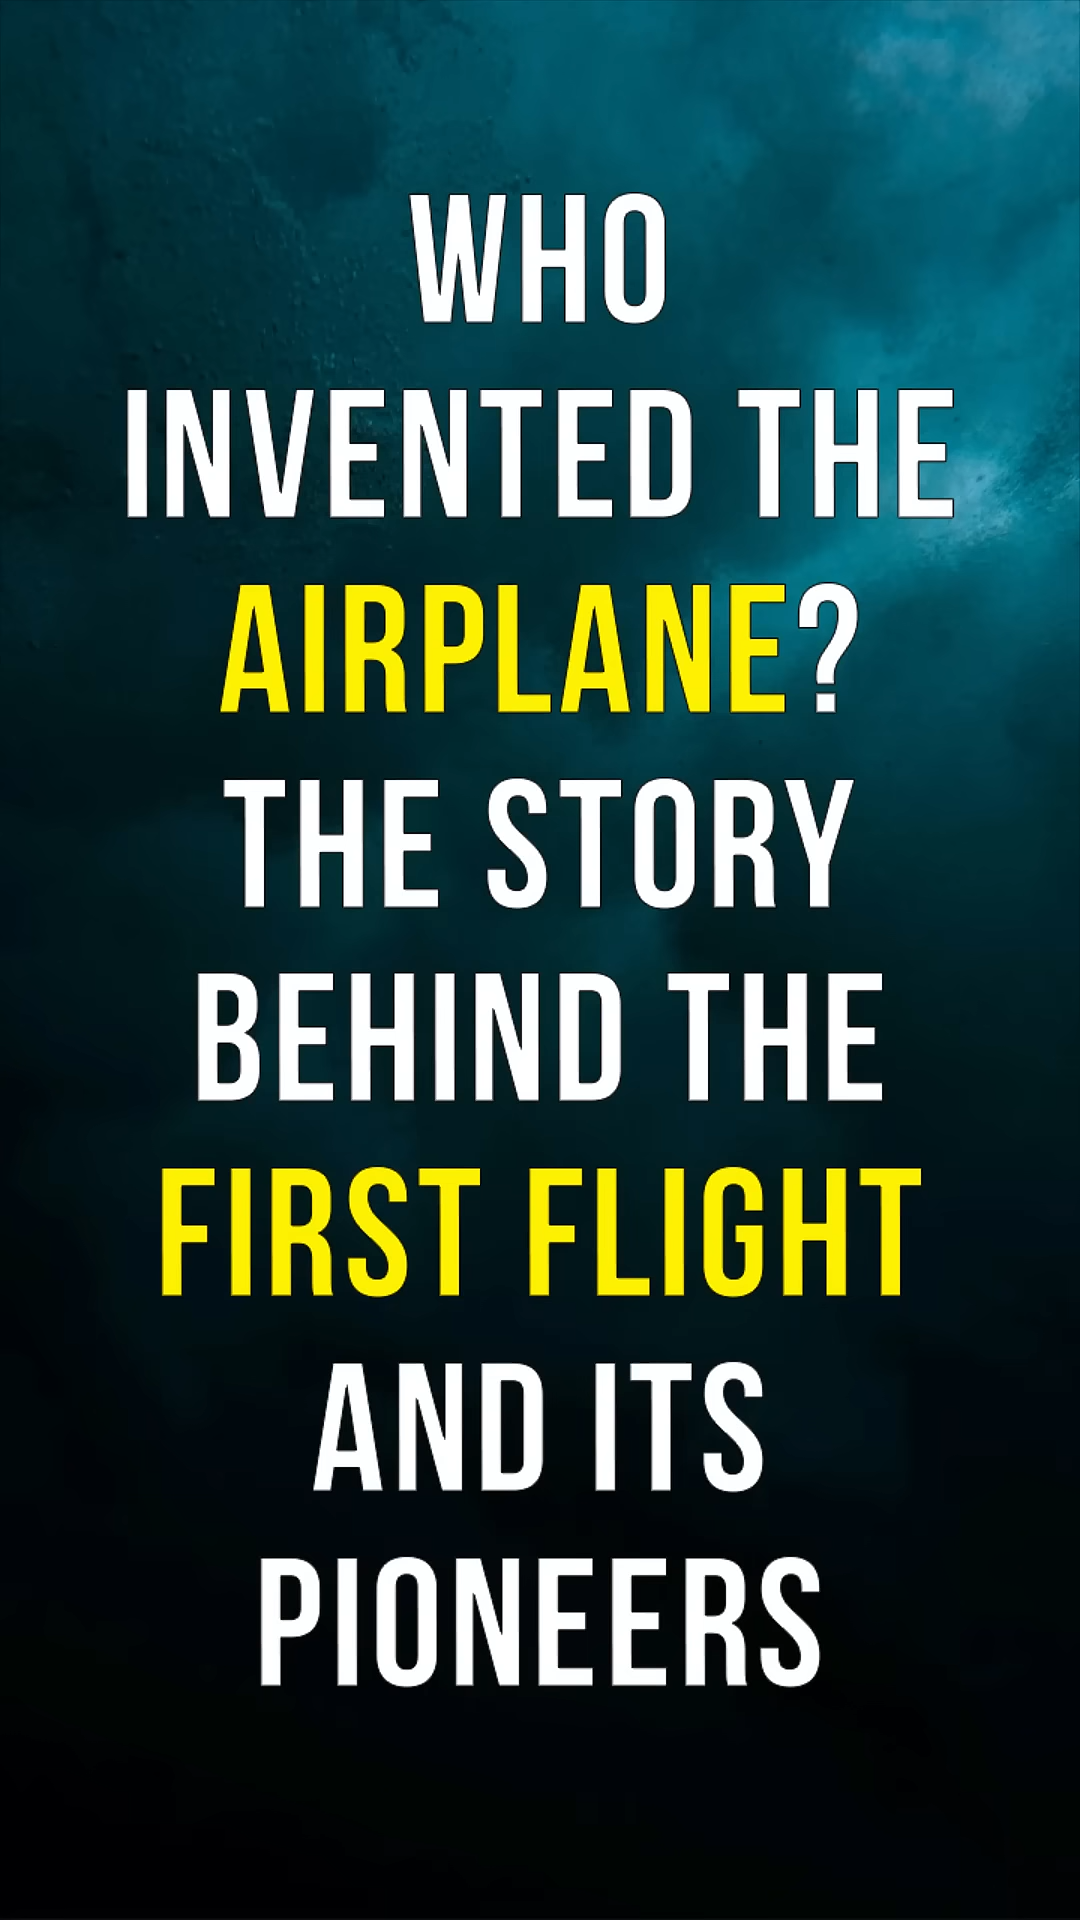 WHO
INVENTED THE
AIRPLANE?
THE STORY
BEHIND THE
FIRST FLIGHT
AND ITS
PIONEERS